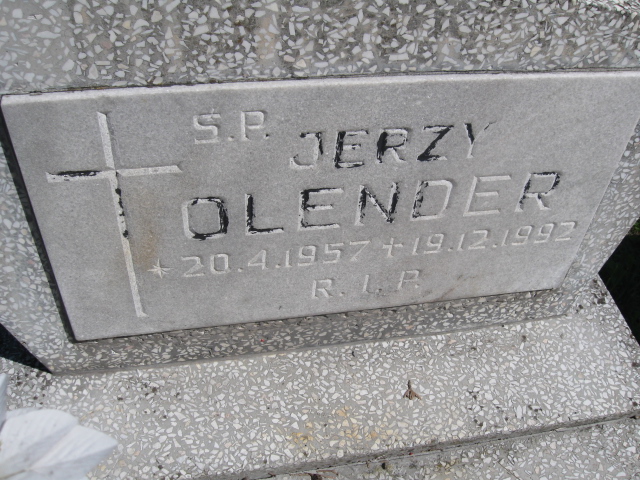 Ś.P.
JERZY
OLENDER
* 20.4.1957 + 19.12.1992
R. I. P.